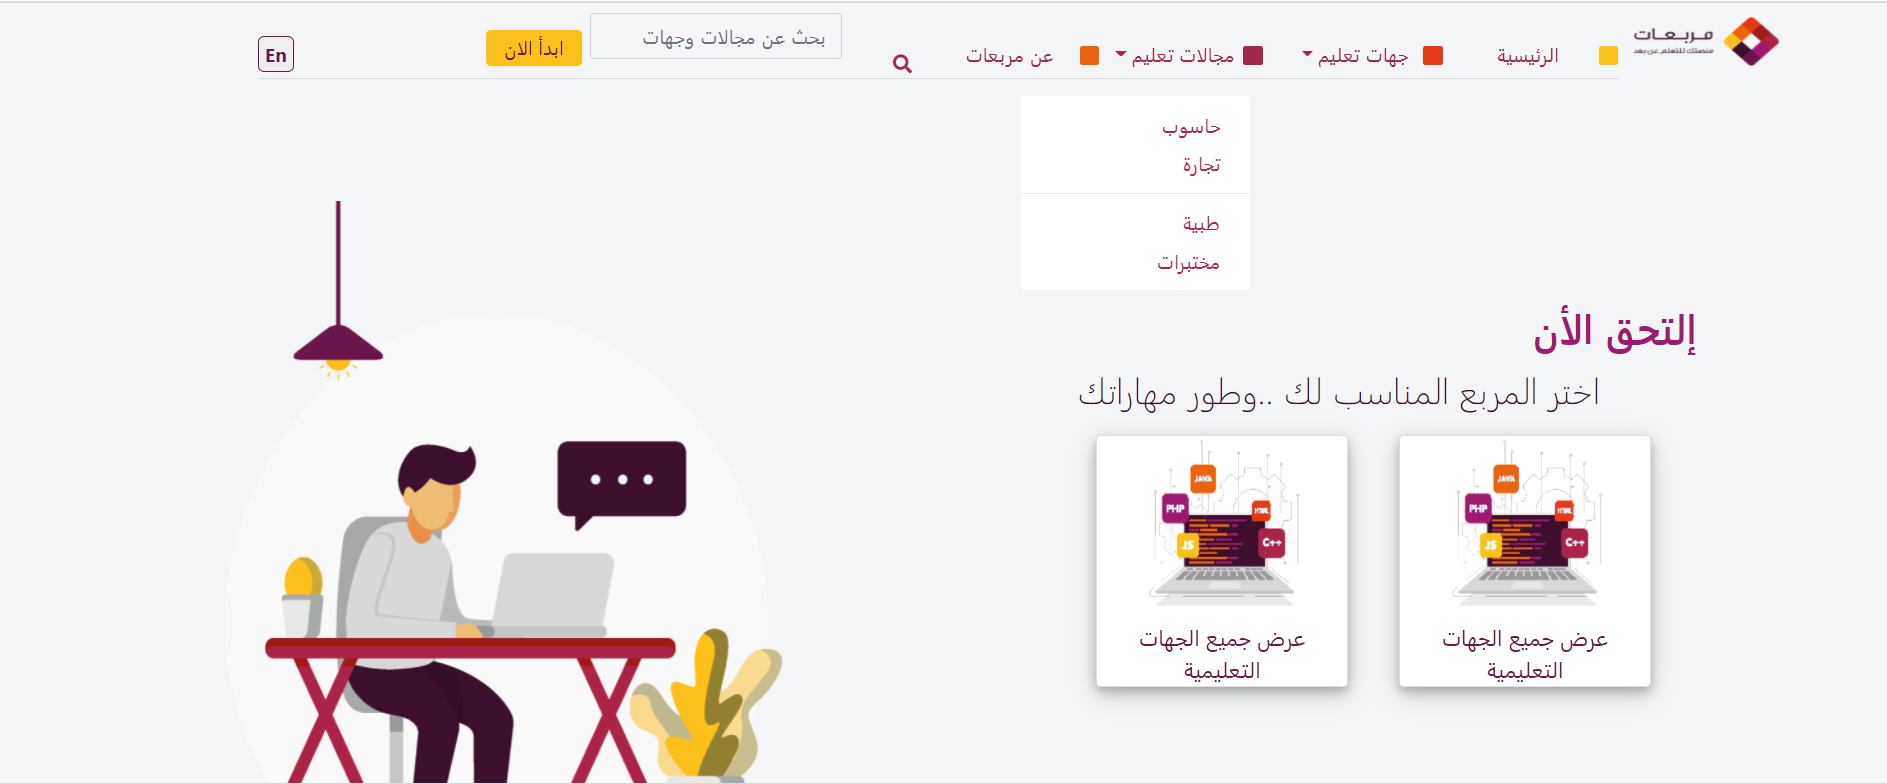 مربعات
منصتك للتعلم عن بعد
الرئيسية
جهات تعليم
مجالات تعليم
عن مربعات
بحث عن مجالات وجهات
ابدأ الان
En
حاسوب
تجارة
طبية
مختبرات
إلتحق الأن
اختر المربع المناسب لك ..وطور مهاراتك
JAVA
PHP
HTML
JS
C++
عرض جميع الجهات
التعليمية
JAVA
PHP
HTML
JS
C++
عرض جميع الجهات
التعليمية